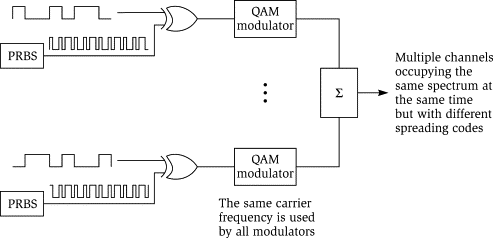 QAM
modulator
PRBS
Multiple channels
occupying the
same spectrum at
the same time
but with different
spreading codes
Σ
QAM
modulator
PRBS
The same carrier
frequency is used
by all modulators